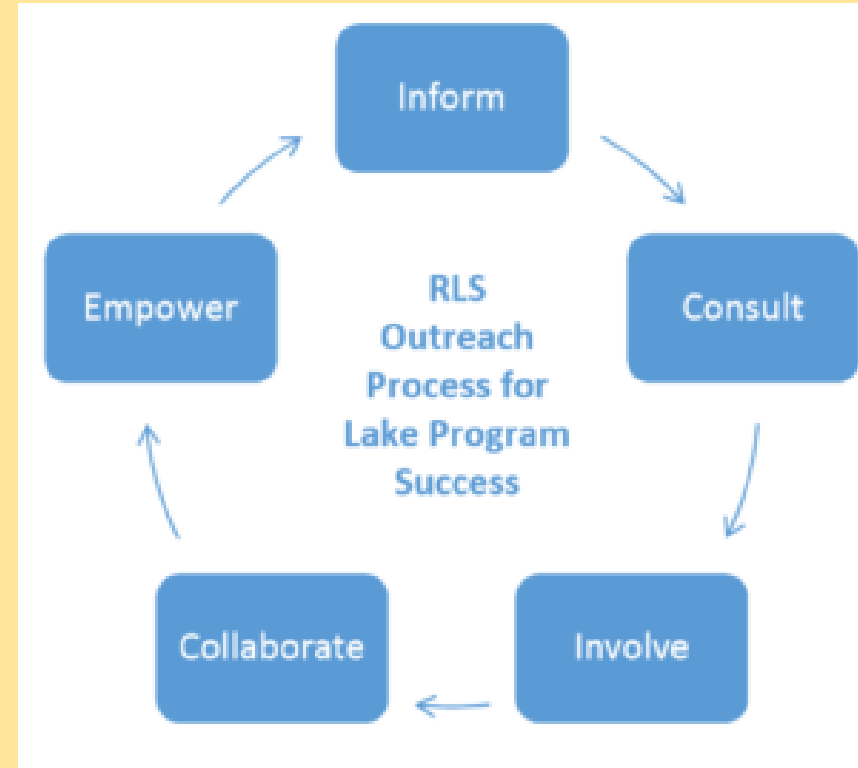 Inform
Consult
Involve
Collaborate
Empower
RLS
Outreach
Process for
Lake Program
Success